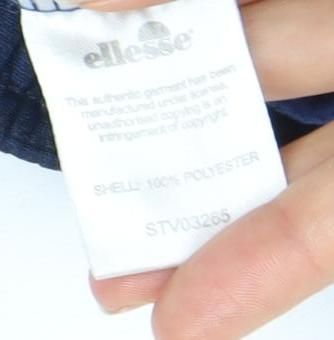 ellesse
This authentic garment has been
manufactured under license,
unauthorised copying is an
infringement of copyright
SHELL: 100% POLYESTER
STV03265